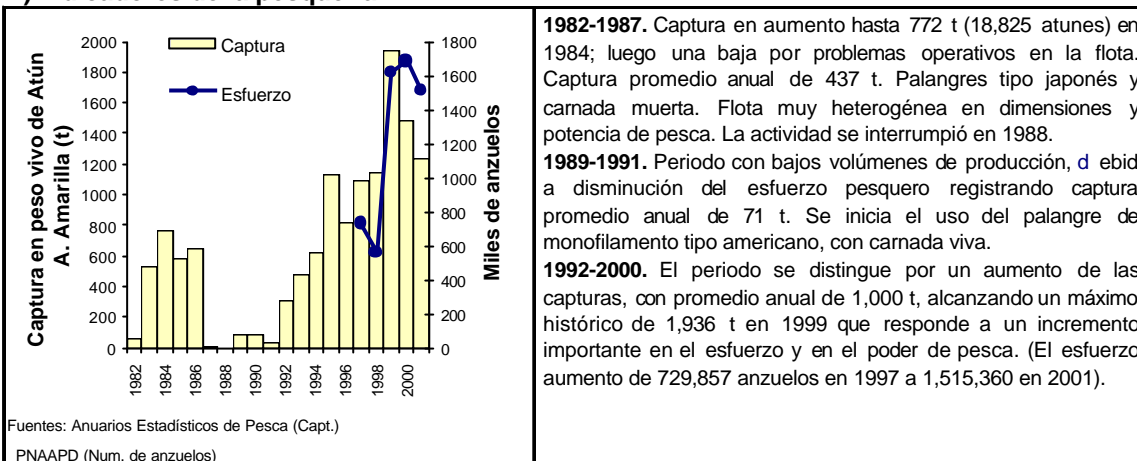 2000
1800
1600
1400
1200
1000
800
600
400
200
0
Captura en peso vivo de Atún
A. Amarilla (t)
Captura
Esfuerzo
1800
1600
1400
1200
1000
800
600
400
200
0
Miles de anzuelos
1982
1984
1986
1988
1990
1992
1994
1996
1998
2000
Fuentes: Anuarios Estadísticos de Pesca (Capt.)
PNAAPD (Num. de anzuelos)
1982-1987. Captura en aumento hasta 772 t (18,825 atunes) en
1984; luego una baja por problemas operativos en la flota.
Captura promedio anual de 437 t. Palangres tipo japonés y
carnada muerta. Flota muy heterogénea en dimensiones y
potencia de pesca. La actividad se interrumpió en 1988.
1989-1991. Periodo con bajos volúmenes de producción, d ebid
a disminución del esfuerzo pesquero registrando captura
promedio anual de 71 t. Se inicia el uso del palangre de
monofilamento tipo americano, con carnada viva.
1992-2000. El periodo se distingue por un aumento de las
capturas, con promedio anual de 1,000 t, alcanzando un máximo
histórico de 1,936 t en 1999 que responde a un incremento
importante en el esfuerzo y en el poder de pesca. (El esfuerzo
aumento de 729,857 anzuelos en 1997 a 1,515,360 en 2001).